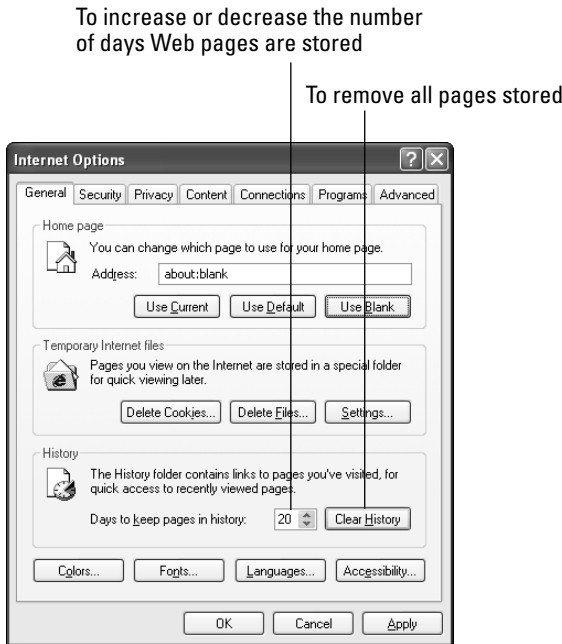 To increase or decrease the number
of days Web pages are stored
To remove all pages stored
Internet Options
General Security Privacy Content Connections Programs Advanced
Home page
You can change which page to use for your home page.
Address: about:blank
Use Current Use Default Use Blank
Temporary Internet files
Pages you view on the Internet are stored in a special folder
for quick viewing later.
Delete Cookies... Delete Files... Settings...
History
The History folder contains links to pages you've visited, for
quick access to recently viewed pages.
Days to keep pages in history: 20 Clear History
Colors... Fonts... Languages... Accessibility...
OK Cancel Apply